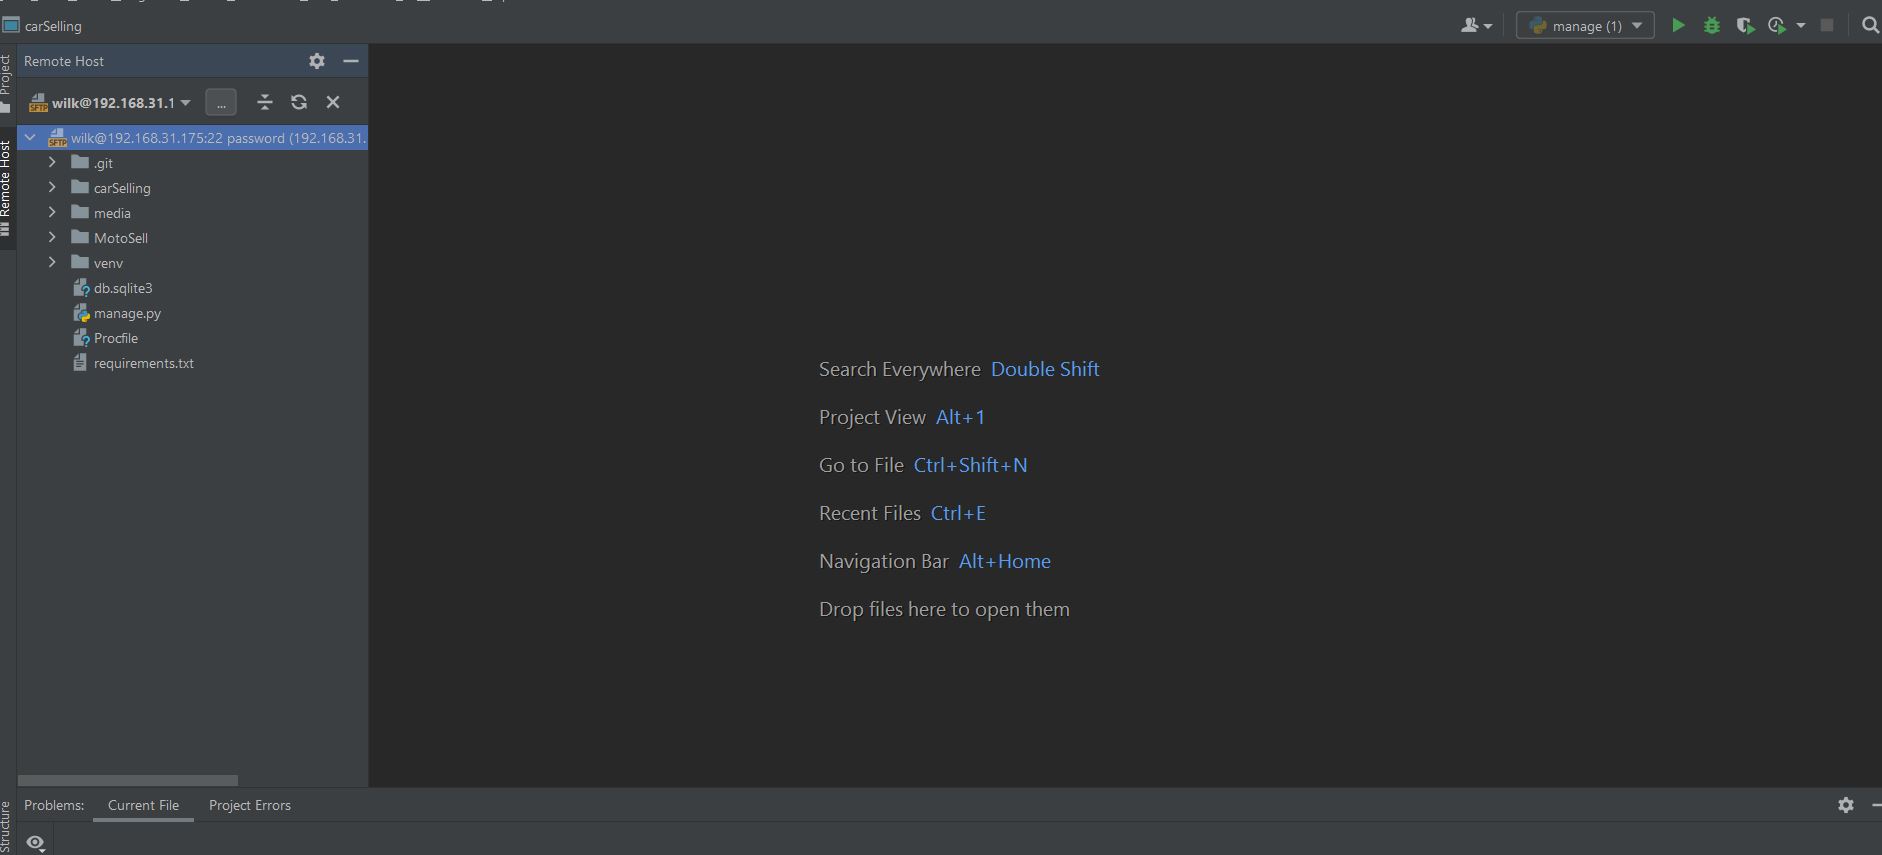 carSelling
manage (1)
Project
Remote Host
wilk@192.168.31.1
...
SFTP
wilk@192.168.31.175:22 password (192.168.31.
SFTP
.git
carSelling
media
MotoSell
venv
db.sqlite3
manage.py
Procfile
requirements.txt
Remote Host
Search Everywhere Double Shift
Project View Alt+1
Go to File Ctrl+Shift+N
Recent Files Ctrl+E
Navigation Bar Alt+Home
Drop files here to open them
Problems: Current File Project Errors
Structure